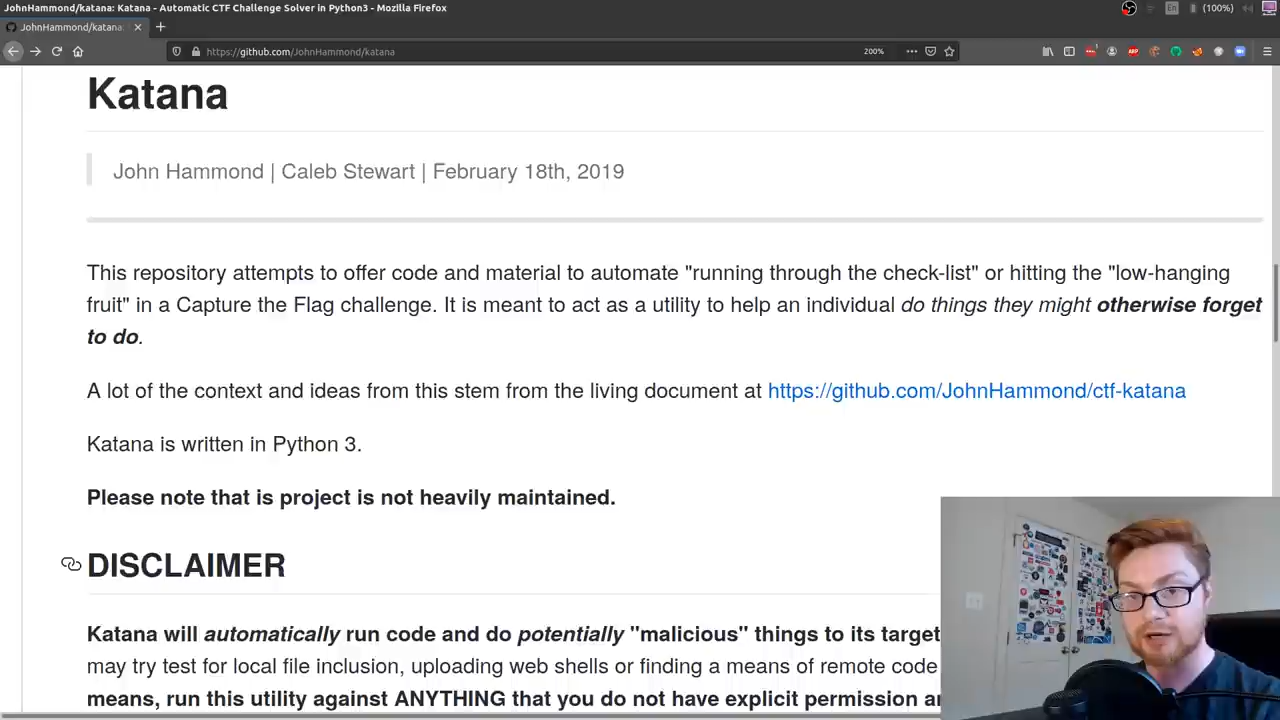 JohnHammond/katana: Katana - Automatic CTF Challenge Solver in Python3 - Mozilla Firefox
En
(100%)
JohnHammond/katana:
https://github.com/JohnHammond/katana
200%
Katana
John Hammond | Caleb Stewart | February 18th, 2019
This repository attempts to offer code and material to automate "running through the check-list" or hitting the "low-hanging
fruit" in a Capture the Flag challenge. It is meant to act as a utility to help an individual do things they might otherwise forget
to do.
A lot of the context and ideas from this stem from the living document at https://github.com/JohnHammond/ctf-katana
Katana is written in Python 3.
Please note that is project is not heavily maintained.
DISCLAIMER
Katana will automatically run code and do potentially "malicious" things to its target
may try test for local file inclusion, uploading web shells or finding a means of remote code
means, run this utility against ANYTHING that you do not have explicit permission